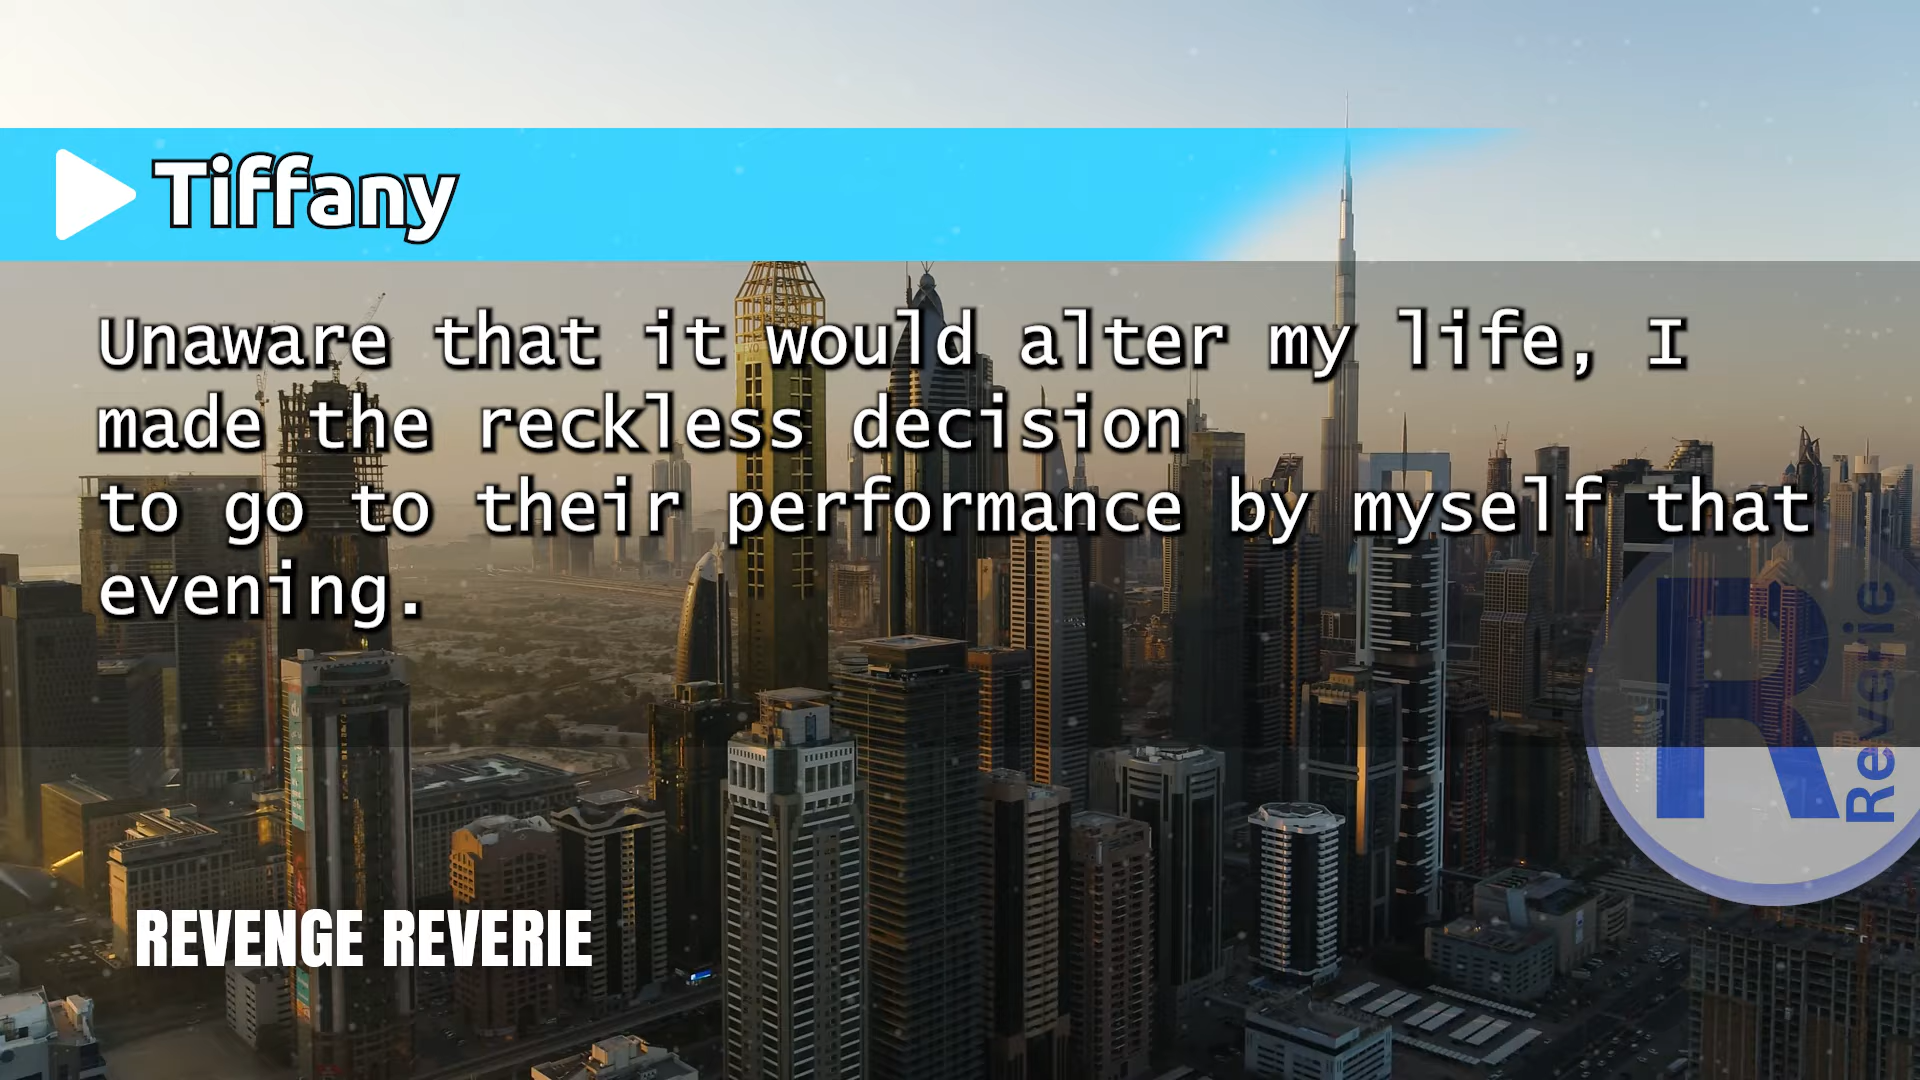 Tiffany
Unaware that it would alter my life, I
made the reckless decision
to go to their performance by myself that
evening.
R
Reverie
REVENGE REVERIE